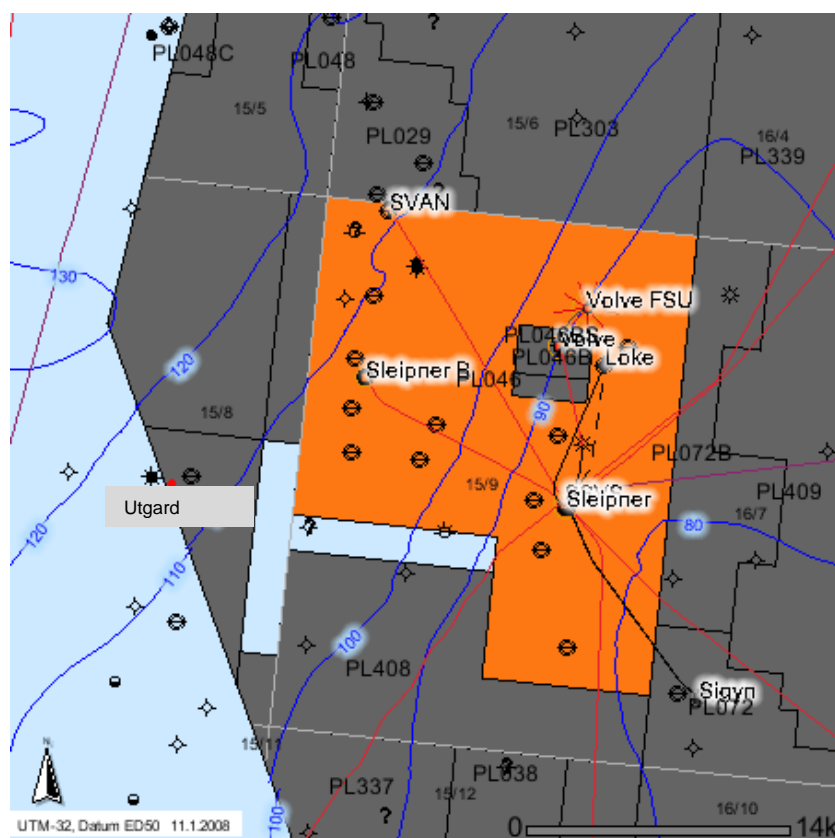 ?
PL048C
PL048
15/5
15/6
PL303
PL029
16/4
PL339
?
SVAN
?
130
Volve FSU
PL046BS
Volve
PL046B
Loke
120
Sleipner B
PL046
90
15/8
PL072B
15/9
PL409
Sleipner
16/7
Utgard
80
?
120
110
100
PL408
Sigyn
PL072
15/11
PL038
?
PL337
15/12
?
16/10
100
N
UTM-32, Datum ED50 11.1.2008
0
14k